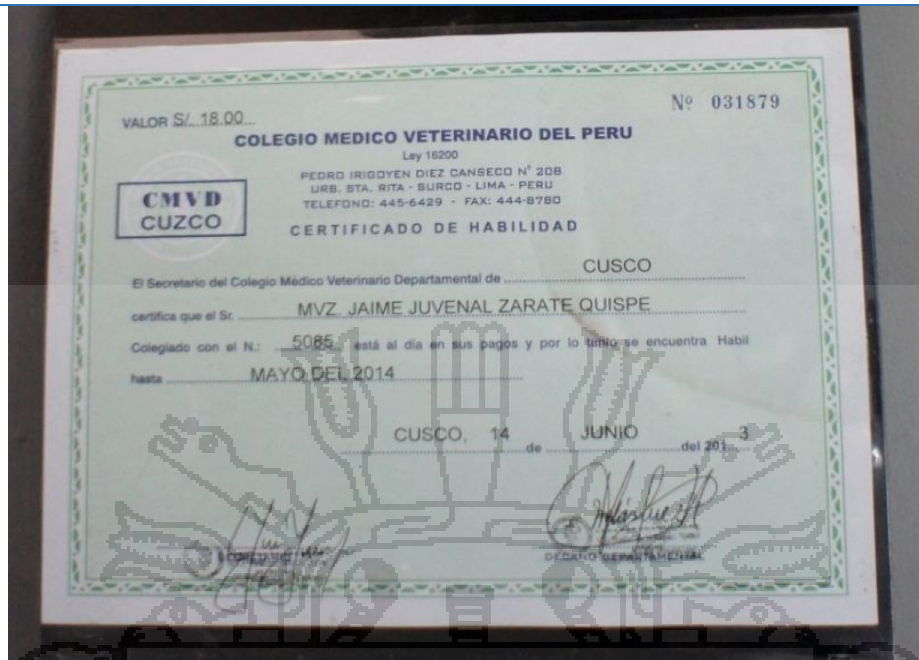 Nº 031879
VALOR S/. 18.00
COLEGIO MEDICO VETERINARIO DEL PERU
Ley 16200
PEDRO IRIGOYEN DIEZ CANSECO N° 208
URB. STA. RITA - SURCO - LIMA - PERU
TELEFONO: 445-6429 - FAX: 444-8780
CMVD
CUZCO
CERTIFICADO DE HABILIDAD
El Secretario del Colegio Médico Veterinario Departamental de CUSCO
certifica que el Sr. MVZ. JAIME JUVENAL ZARATE QUISPE
Colegiado con el N.: 5085 está al día en sus pagos y por lo tanto se encuentra Habil
hasta MAYO DEL 2014
CUSCO, 14 de JUNIO del 201 3
DECANO DEPARTAMENTAL